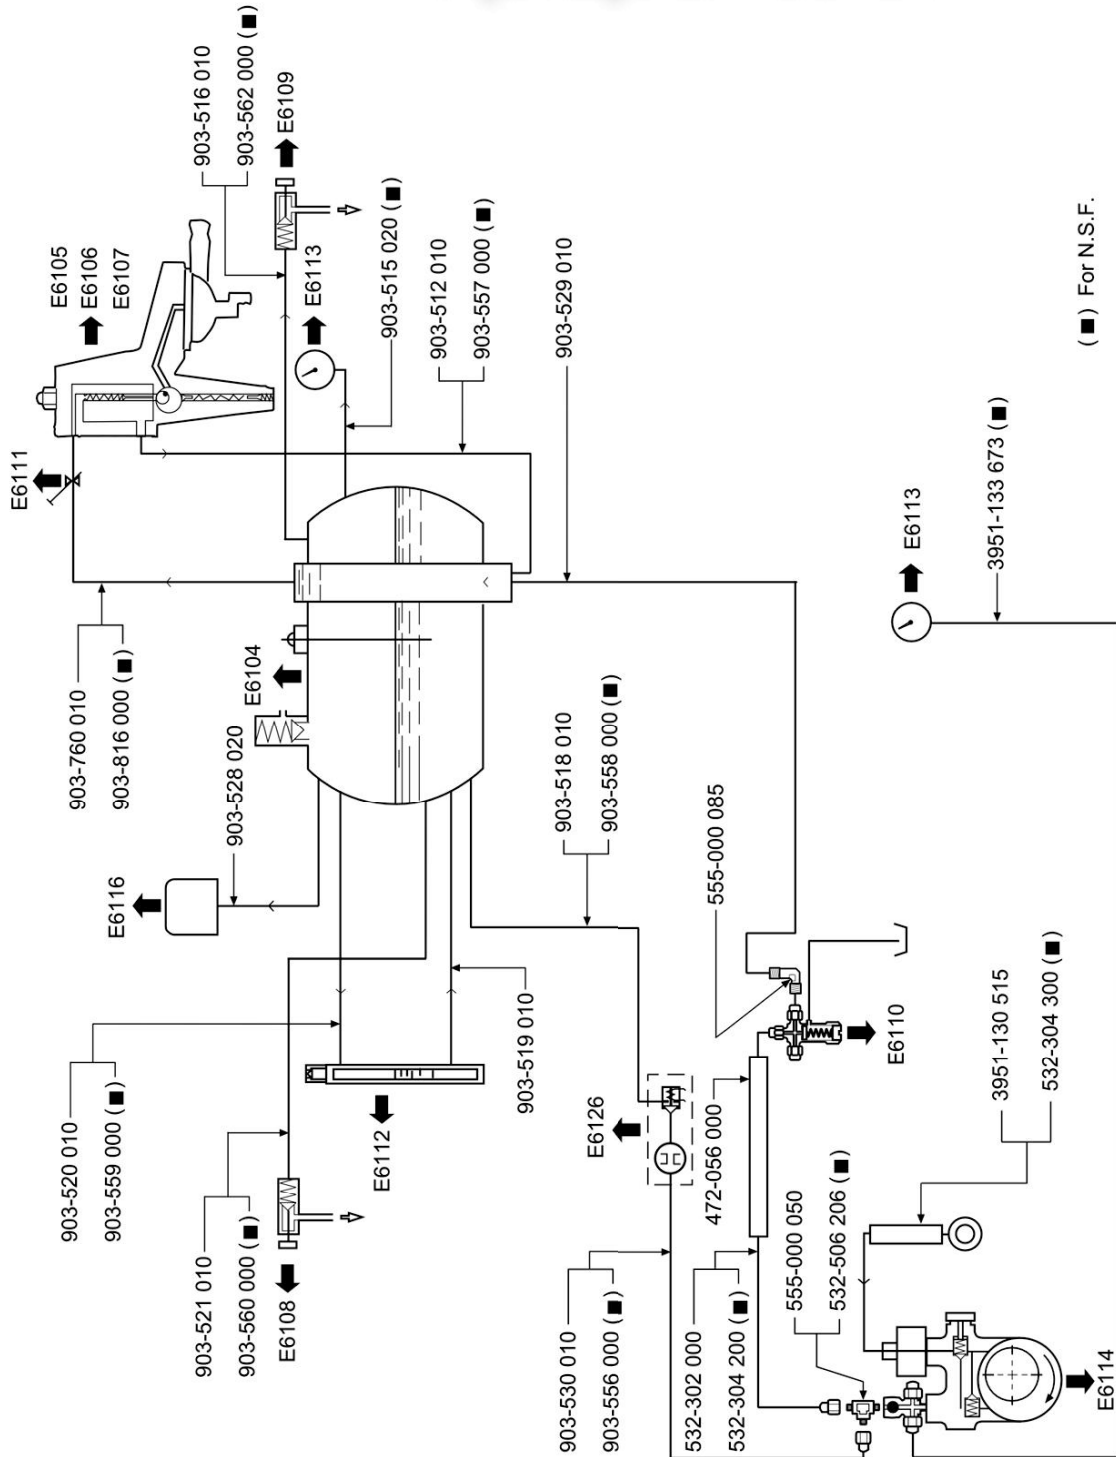 903-516 010
903-562 000 (■)
E6109
E6105
E6106
E6107
E6113
903-515 020 (■)
903-512 010
903-557 000 (■)
903-529 010
E6111
E6113
3951-133 673 (■)
(■) For N.S.F.
903-760 010
903-816 000 (■)
903-528 020
E6104
903-518 010
903-558 000 (■)
555-000 085
E6116
E6110
3951-130 515
532-304 300 (■)
903-520 010
903-559 000 (■)
E6112
903-519 010
E6126
472-056 000
555-000 050
532-506 206 (■)
903-521 010
903-560 000 (■)
E6108
903-530 010
903-556 000 (■)
532-302 000
532-304 200 (■)
E6114